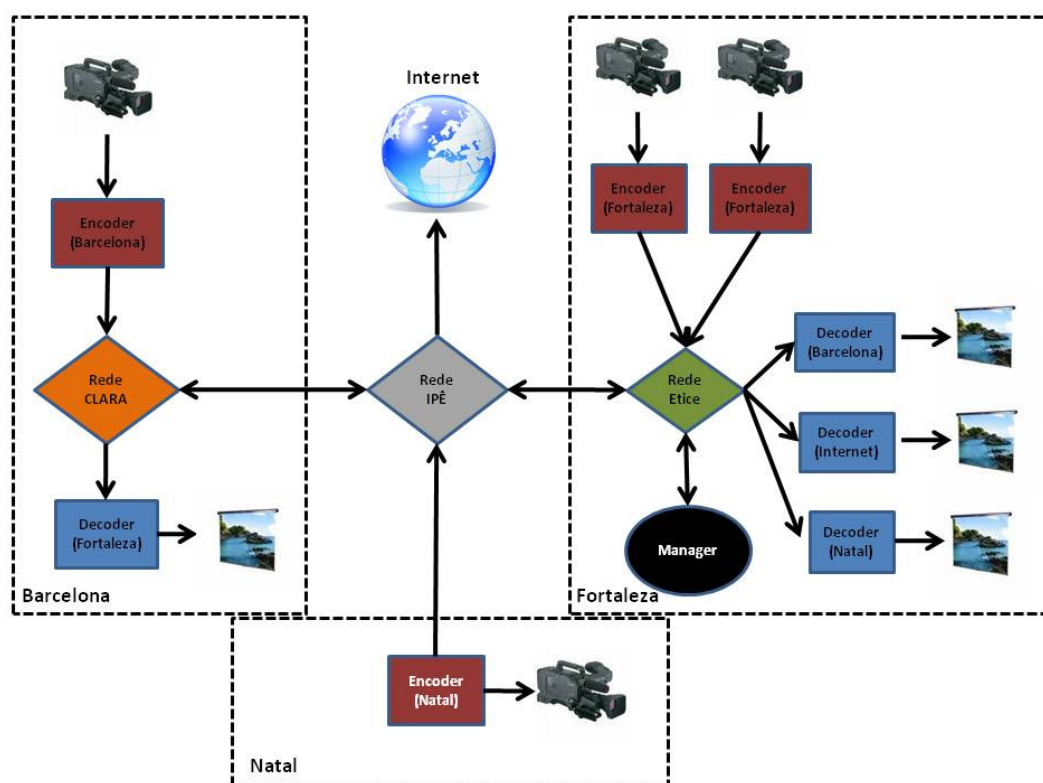 Internet
Encoder
(Barcelona)
Rede
CLARA
Decoder
(Fortaleza)
Barcelona
Rede
IPÊ
Encoder
(Fortaleza)
Encoder
(Fortaleza)
Rede
Etice
Manager
Decoder
(Barcelona)
Decoder
(Internet)
Decoder
(Natal)
Fortaleza
Encoder
(Natal)
Natal